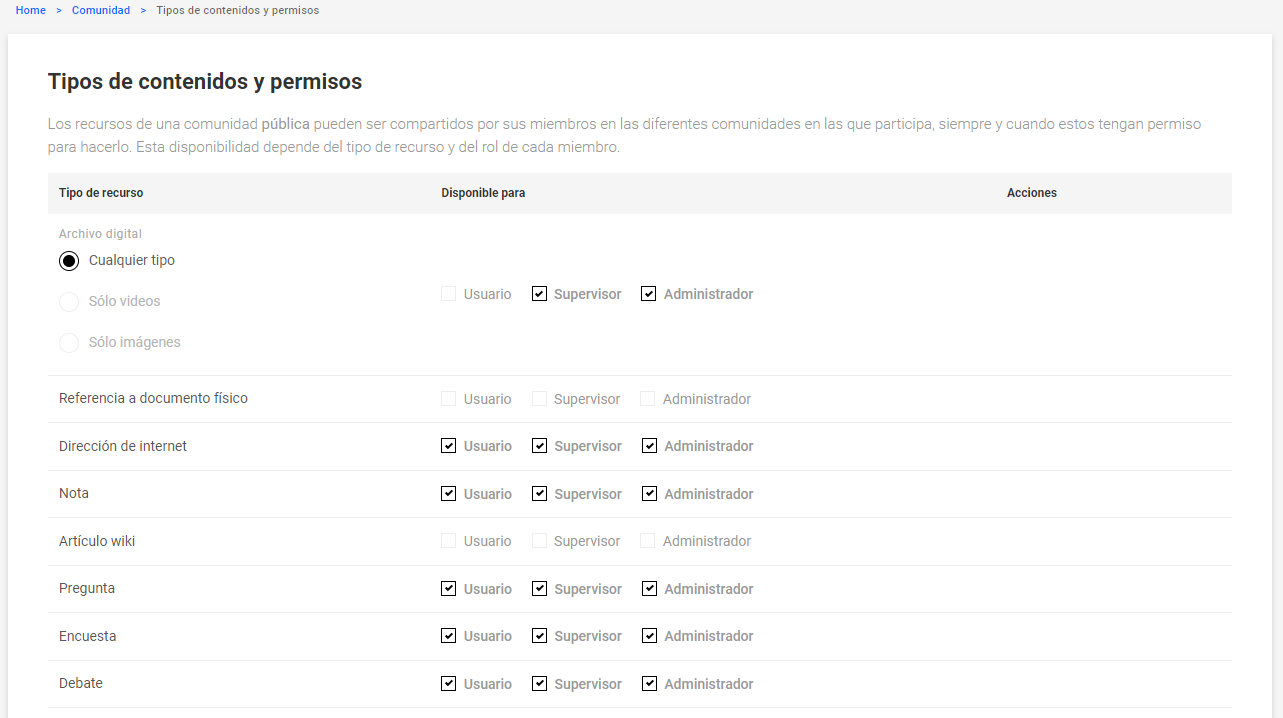 Home > Comunidad > Tipos de contenidos y permisos
Tipos de contenidos y permisos
Los recursos de una comunidad pública pueden ser compartidos por sus miembros en las diferentes comunidades en las que participa, siempre y cuando estos tengan permiso
para hacerlo. Esta disponibilidad depende del tipo de recurso y del rol de cada miembro.
Tipo de recurso Disponible para Acciones
Archivo digital
Cualquier tipo
Sólo videos
Sólo imágenes
Usuario Supervisor Administrador
Referencia a documento físico Usuario Supervisor Administrador
Dirección de internet Usuario Supervisor Administrador
Nota Usuario Supervisor Administrador
Artículo wiki Usuario Supervisor Administrador
Pregunta Usuario Supervisor Administrador
Encuesta Usuario Supervisor Administrador
Debate Usuario Supervisor Administrador